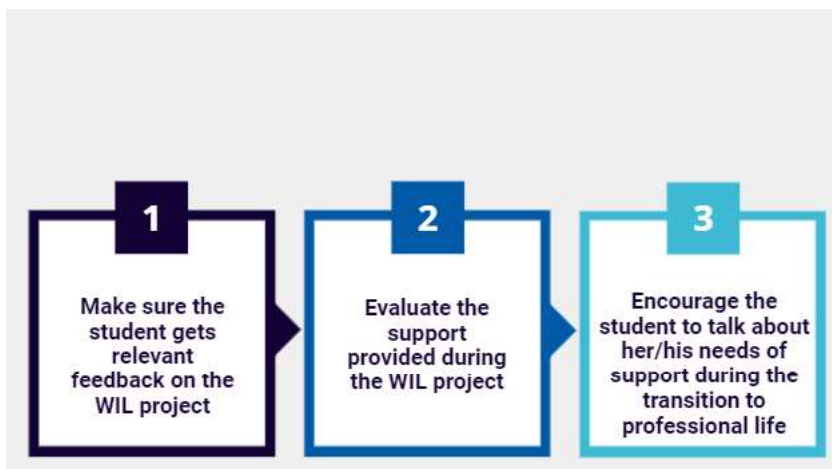 1
Make sure the
student gets
relevant
feedback on the
WIL project
2
Evaluate the
support
provided during
the WIL project
3
Encourage the
student to talk about
her/his needs of
support during the
transition to
professional life